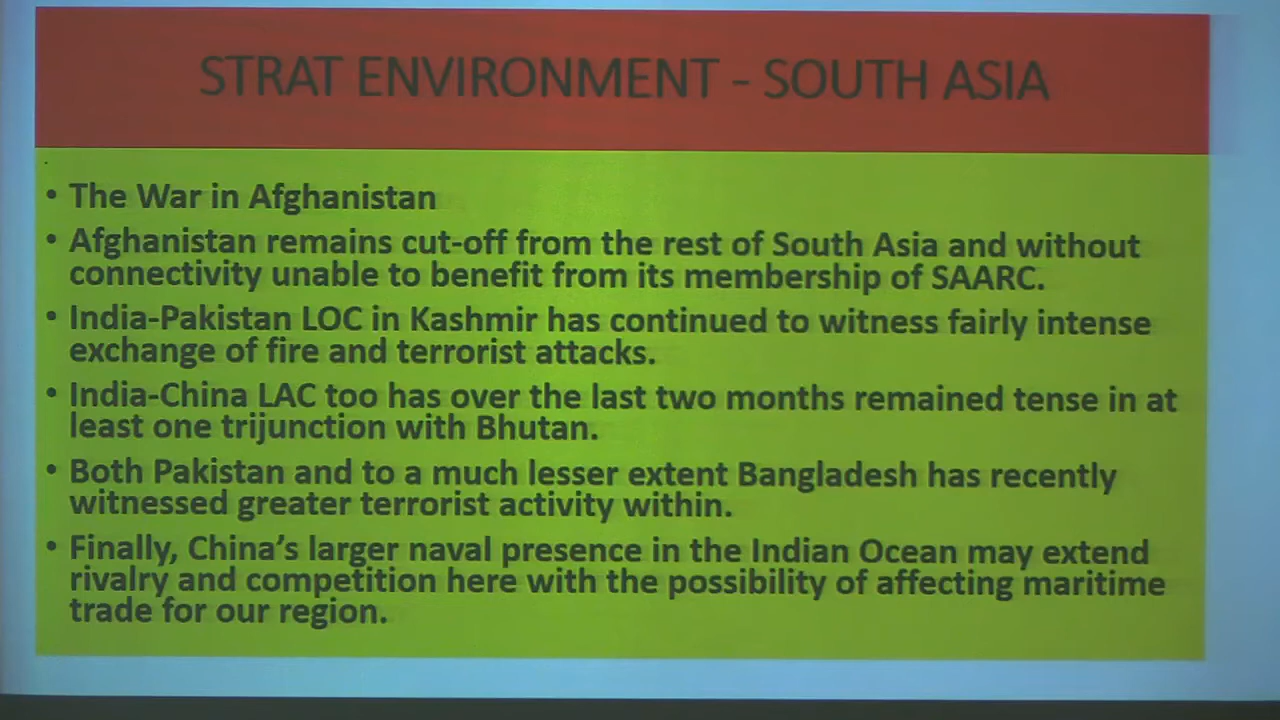 STRAT ENVIRONMENT - SOUTH ASIA
• The War in Afghanistan
• Afghanistan remains cut-off from the rest of South Asia and without
connectivity unable to benefit from its membership of SAARC.
• India-Pakistan LOC in Kashmir has continued to witness fairly intense
exchange of fire and terrorist attacks.
• India-China LAC too has over the last two months remained tense in at
least one trijunction with Bhutan.
• Both Pakistan and to a much lesser extent Bangladesh has recently
witnessed greater terrorist activity within.
• Finally, China's larger naval presence in the Indian Ocean may extend
rivalry and competition here with the possibility of affecting maritime
trade for our region.